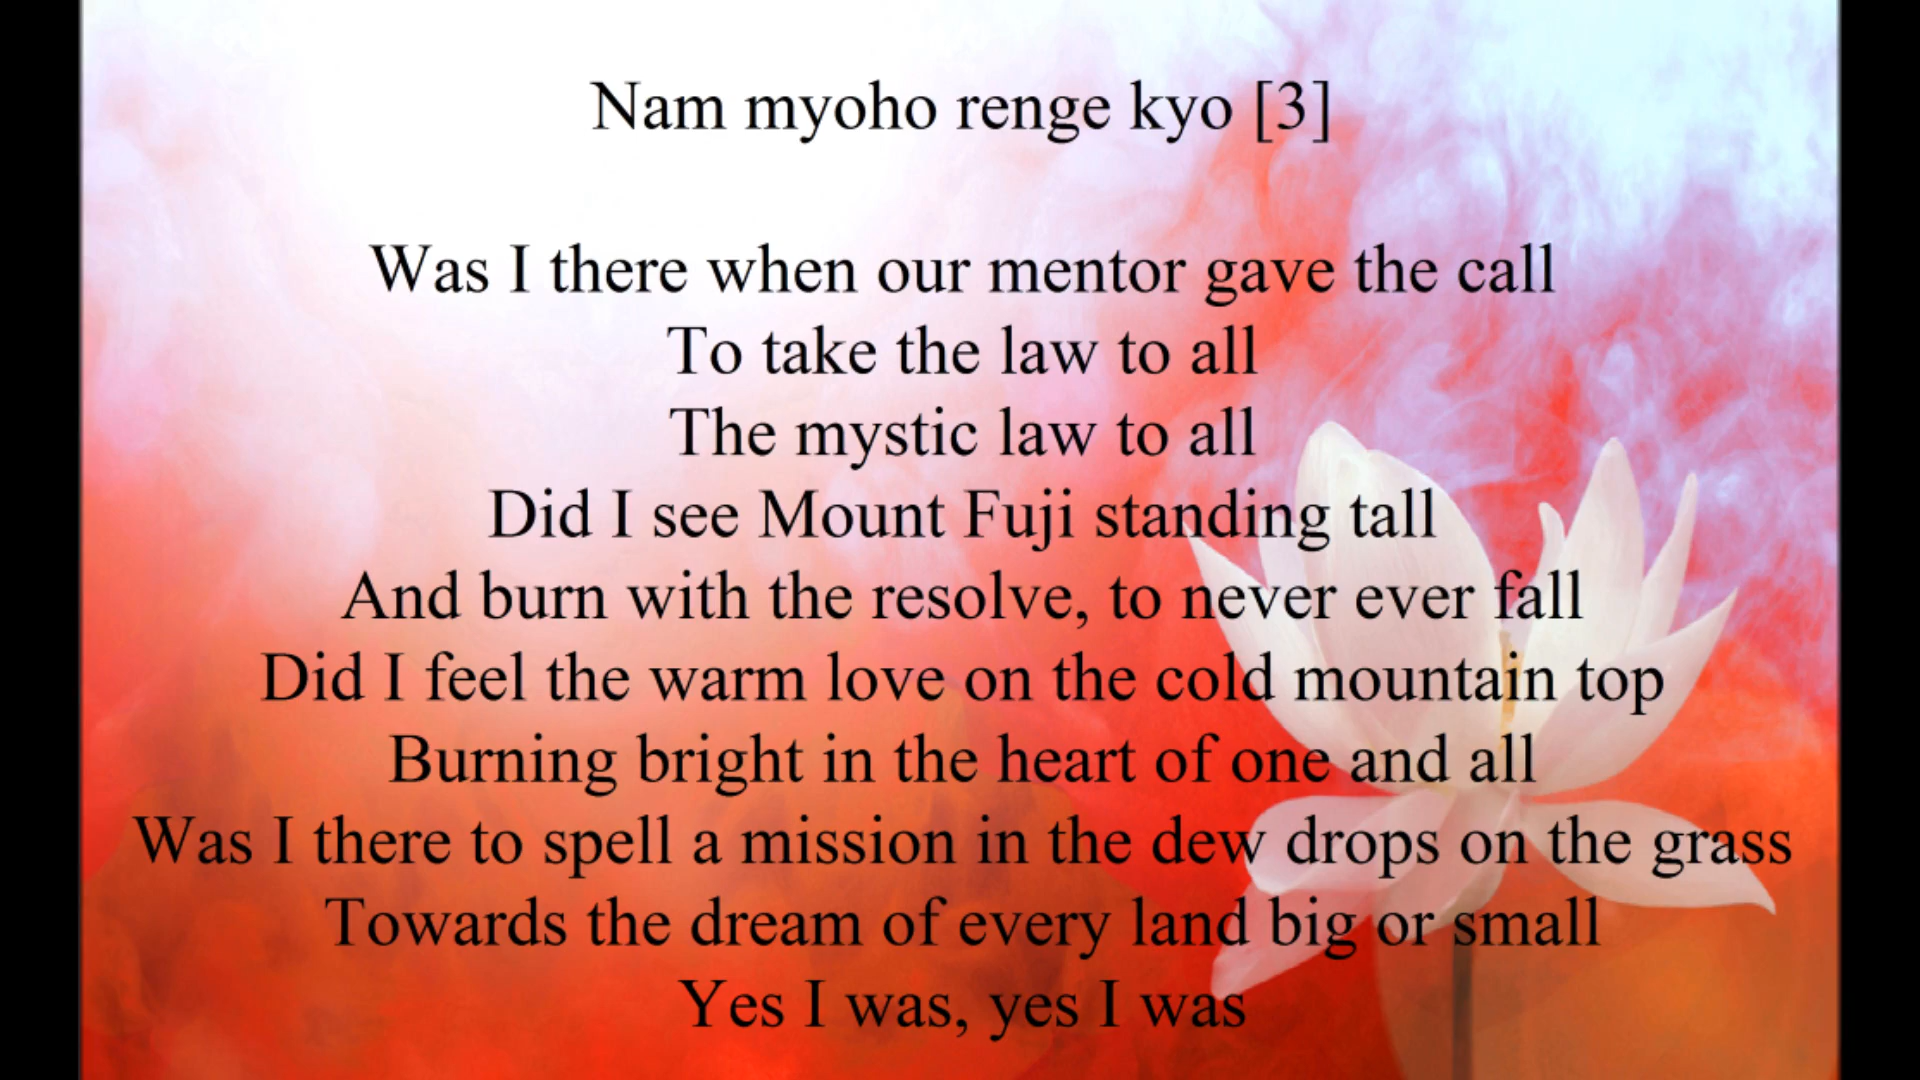 Nam myoho renge kyo [3]
Was I there when our mentor gave the call
To take the law to all
The mystic law to all
Did I see Mount Fuji standing tall
And burn with the resolve, to never ever fall
Did I feel the warm love on the cold mountain top
Burning bright in the heart of one and all
Was I there to spell a mission in the dew drops on the grass
Towards the dream of every land big or small
Yes I was, yes I was